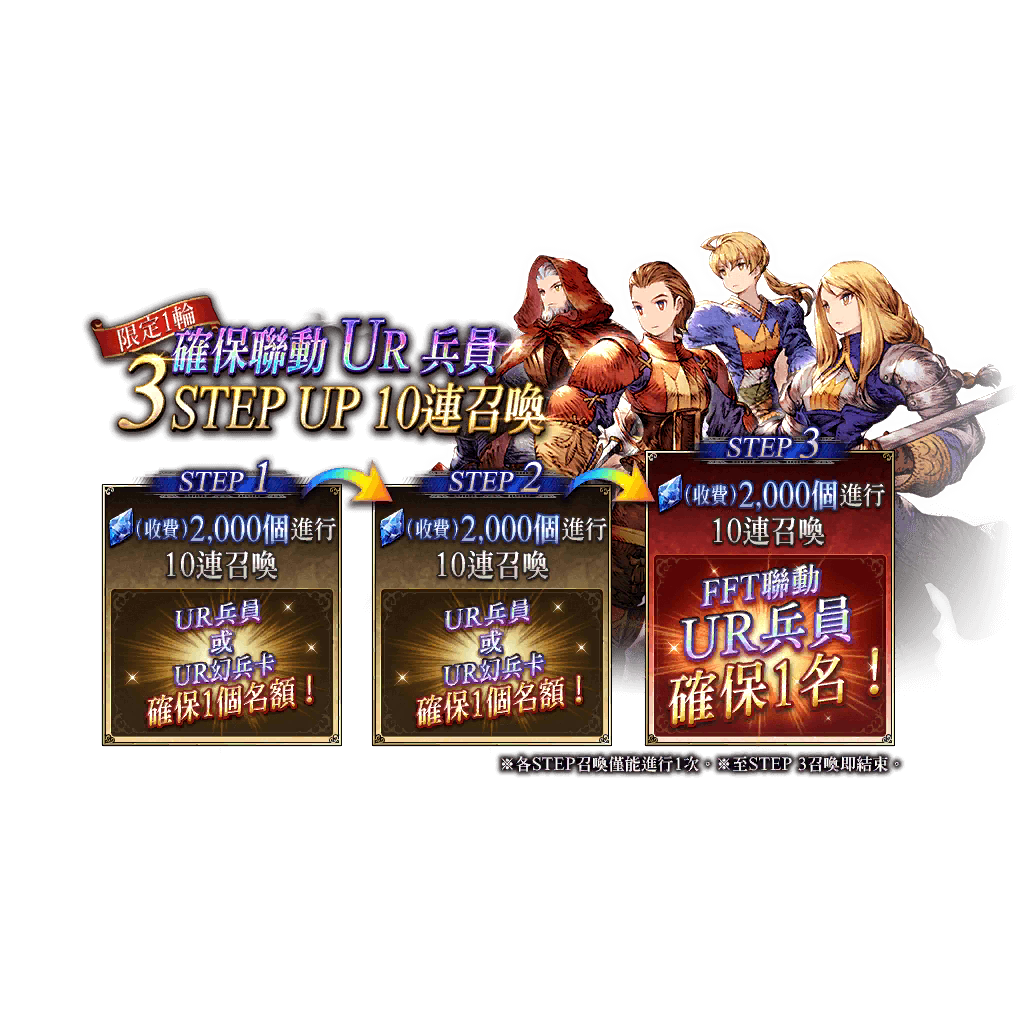 限定1輪
確保聯動 UR 兵員
3 STEP UP 10連召喚
STEP 1
(收費)2,000個進行
10連召喚
UR兵員
或
UR幻兵卡
確保1個名額！
STEP 2
(收費)2,000個進行
10連召喚
UR兵員
或
UR幻兵卡
確保1個名額！
STEP 3
(收費)2,000個進行
10連召喚
FFT聯動
UR兵員
確保1名！
※各STEP召喚僅能進行1次。※至STEP 3召喚即結束。